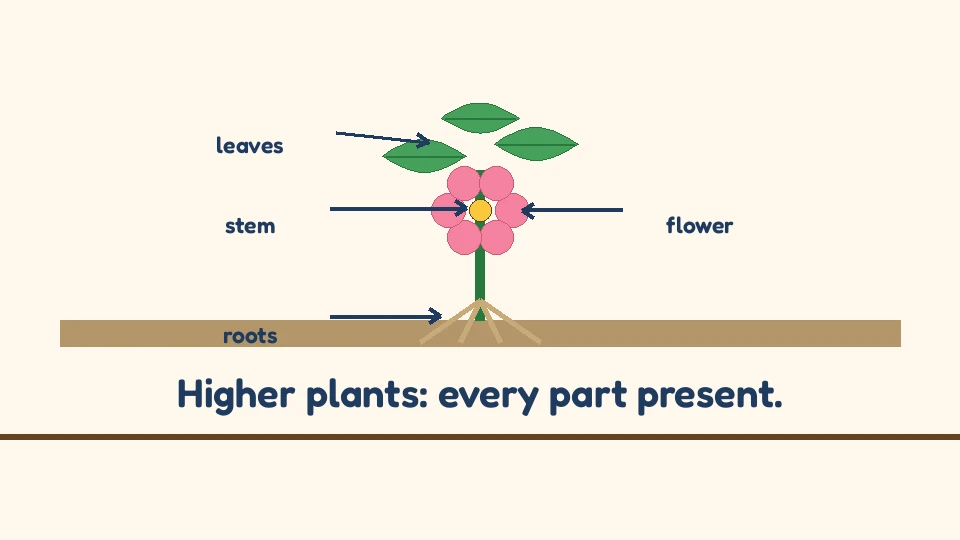 leaves
stem
flower
roots
Higher plants: every part present.